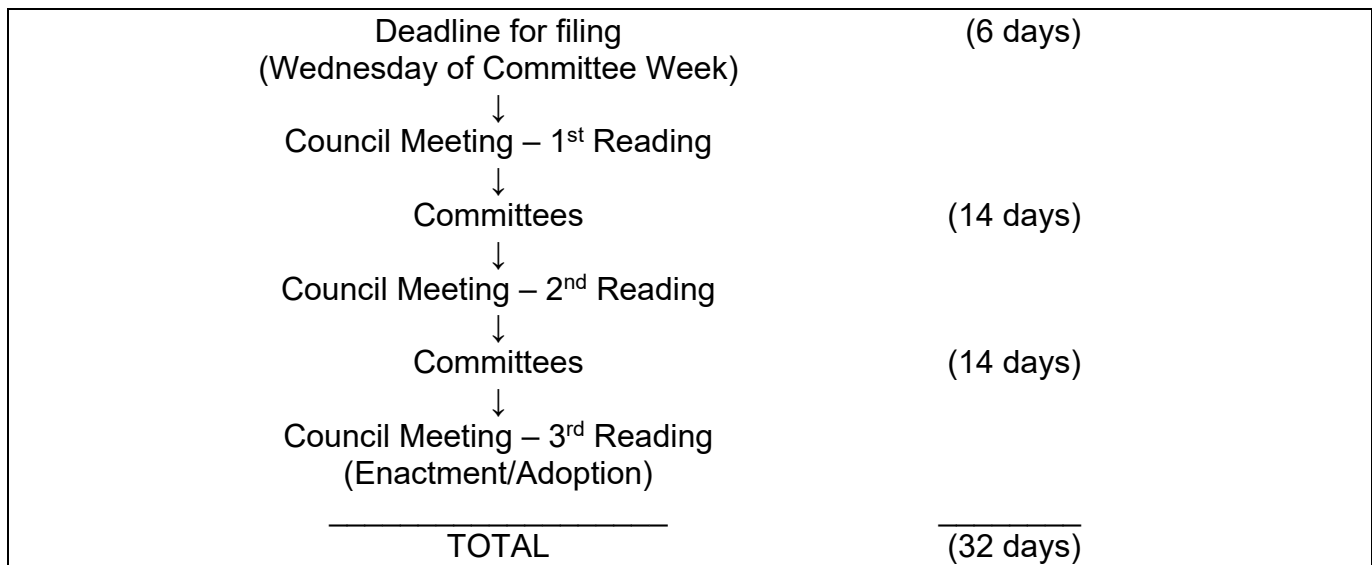 Deadline for filing (6 days)
(Wednesday of Committee Week)
↓
Council Meeting – 1st Reading
↓
Committees (14 days)
↓
Council Meeting – 2nd Reading
↓
Committees (14 days)
↓
Council Meeting – 3rd Reading
(Enactment/Adoption)
TOTAL (32 days)